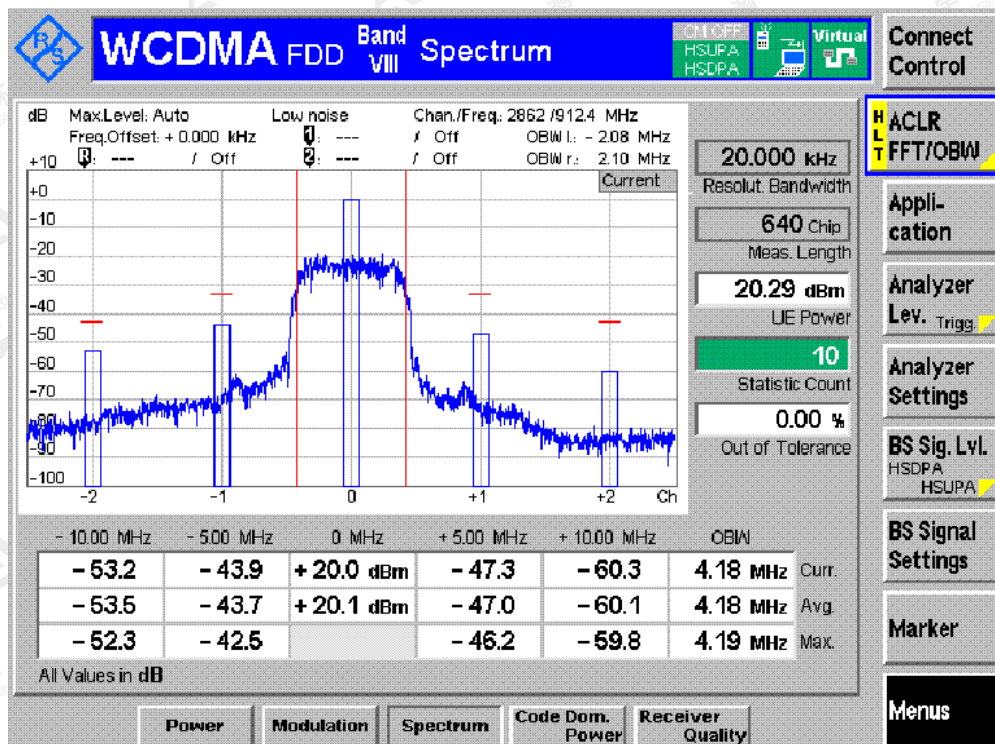 R/S
WCDMA FDD Band VIII Spectrum
CM OFF
HSUPA
HSDPA
Virtual
Connect Control
dB Max.Level: Auto Low noise Chan./Freq.: 2862 /912.4 MHz
Freq.Offset: + 0.000 kHz 1: --- / Off OBW l.: - 2.08 MHz
R: --- / Off 2: --- / Off OBW r.: 2.10 MHz
+10
Current
+0
-10
-20
-30
-40
-50
-60
-70
-80
-90
-100
-2 -1 0 +1 +2 Ch
20.000 kHz
Resolut. Bandwidth
640 Chip
Meas. Length
20.29 dBm
UE Power
10
Statistic Count
0.00 %
Out of Tolerance
HLT
ACLR
FFT/OBW
Appli-
cation
Analyzer
Lev. Trigg.
Analyzer
Settings
BS Sig. Lvl.
HSDPA
HSUPA
BS Signal
Settings
Marker
Menus
- 10.00 MHz - 5.00 MHz 0 MHz + 5.00 MHz + 10.00 MHz OBW
- 53.2 - 43.9 + 20.0 dBm - 47.3 - 60.3 4.18 MHz Curr.
- 53.5 - 43.7 + 20.1 dBm - 47.0 - 60.1 4.18 MHz Avg.
- 52.3 - 42.5 - 46.2 - 59.8 4.19 MHz Max.
All Values in dB
Power Modulation Spectrum Code Dom. Power Receiver Quality